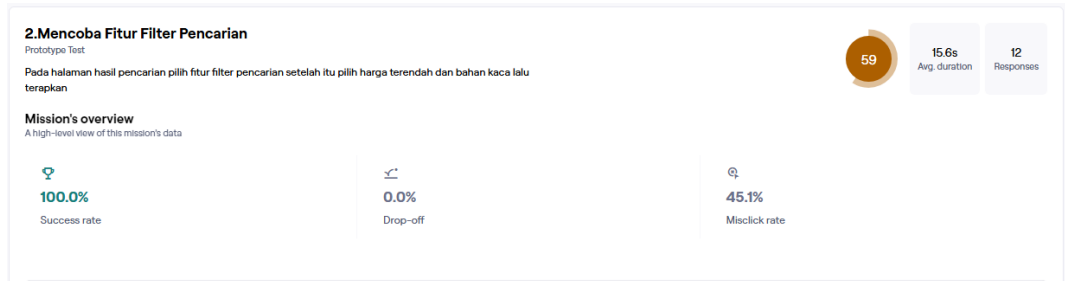 2.Mencoba Fitur Filter Pencarian
Prototype Test
Pada halaman hasil pencarian pilih fitur filter pencarian setelah itu pilih harga terendah dan bahan kaca lalu
terapkan
59
15.6s
Avg. duration
12
Responses
Mission's overview
A high-level view of this mission's data
100.0%
Success rate
0.0%
Drop-off
45.1%
Misclick rate